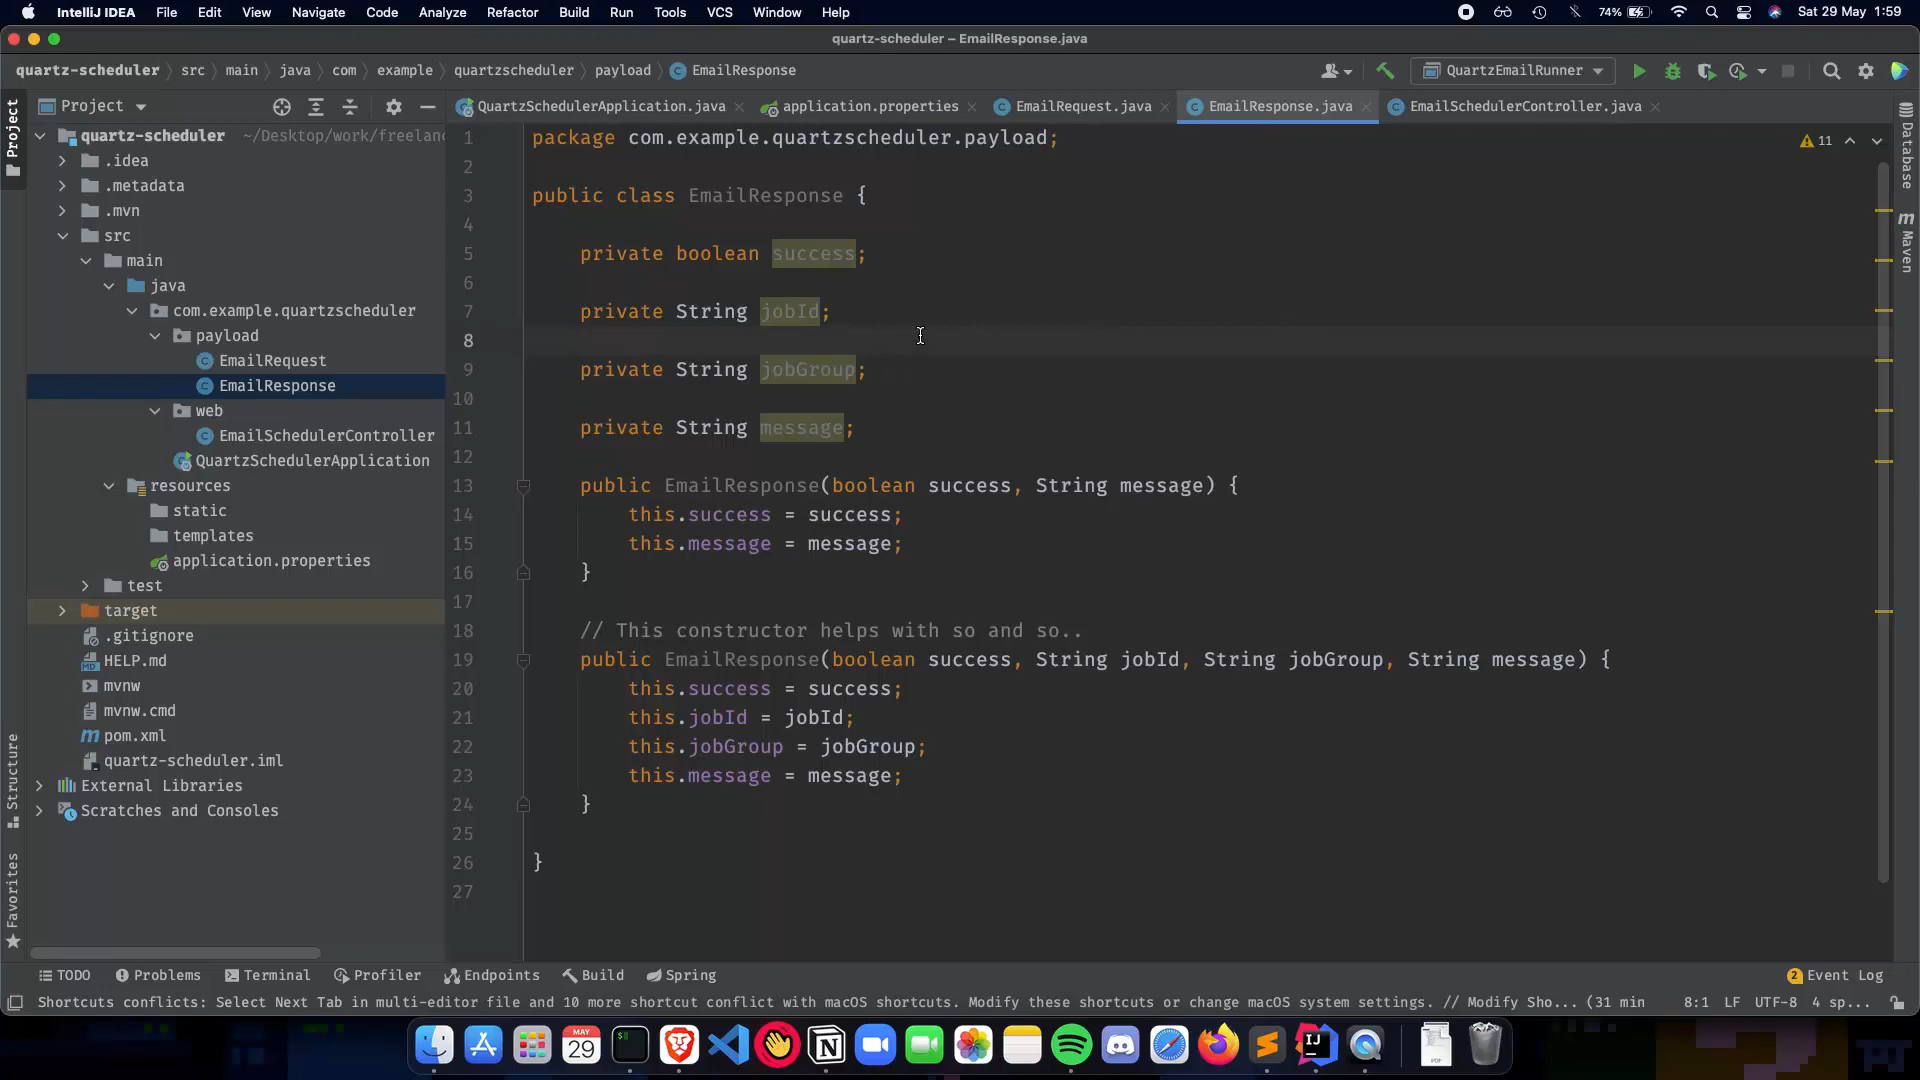 IntelliJ IDEA File Edit View Navigate Code Analyze Refactor Build Run Tools VCS Window Help 74% Sat 29 May 1:59
quartz-scheduler – EmailResponse.java
quartz-scheduler src main java com example quartzscheduler payload EmailResponse QuartzEmailRunner
Project
QuartzSchedulerApplication.java application.properties EmailRequest.java EmailResponse.java EmailSchedulerController.java
Project
quartz-scheduler ~/Desktop/work/freelanc
.idea
.metadata
.mvn
src
main
java
com.example.quartzscheduler
payload
EmailRequest
EmailResponse
web
EmailSchedulerController
QuartzSchedulerApplication
resources
static
templates
application.properties
test
target
.gitignore
HELP.md
mvnw
mvnw.cmd
pom.xml
quartz-scheduler.iml
External Libraries
Scratches and Consoles
Structure
Favorites
1 package com.example.quartzscheduler.payload;
2
3 public class EmailResponse {
4
5 private boolean success;
6
7 private String jobId;
8
9 private String jobGroup;
10
11 private String message;
12
13 public EmailResponse(boolean success, String message) {
14 this.success = success;
15 this.message = message;
16 }
17
18 // This constructor helps with so and so..
19 public EmailResponse(boolean success, String jobId, String jobGroup, String message) {
20 this.success = success;
21 this.jobId = jobId;
22 this.jobGroup = jobGroup;
23 this.message = message;
24 }
25
26 }
27
11
Database
Maven
TODO Problems Terminal Profiler Endpoints Build Spring 2 Event Log
Shortcuts conflicts: Select Next Tab in multi-editor file and 10 more shortcut conflict with macOS shortcuts. Modify these shortcuts or change macOS system settings. // Modify Sho... (31 min 8:1 LF UTF-8 4 sp...
MAY
29
IJ
PDF